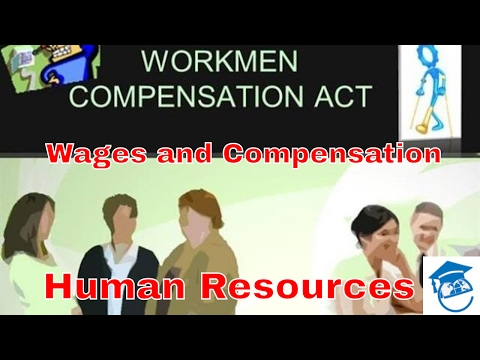 WORKMEN
COMPENSATION ACT
Wages and Compensation
Human Resources